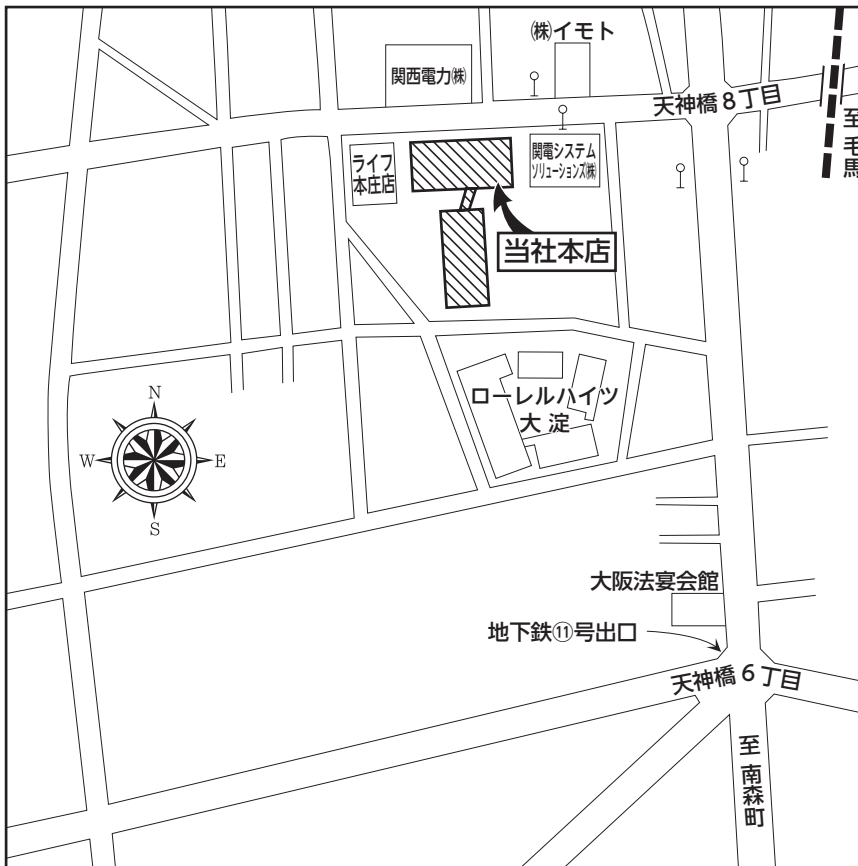 ㈱イモト
関西電力㈱
天神橋8丁目
至
毛
馬
ライフ
本庄店
関電システム
ソリューションズ㈱
当社本店
ローレルハイツ
大 淀
N
W
E
S
大阪法宴会館
地下鉄⑪号出口
天神橋6丁目
至
南
森
町